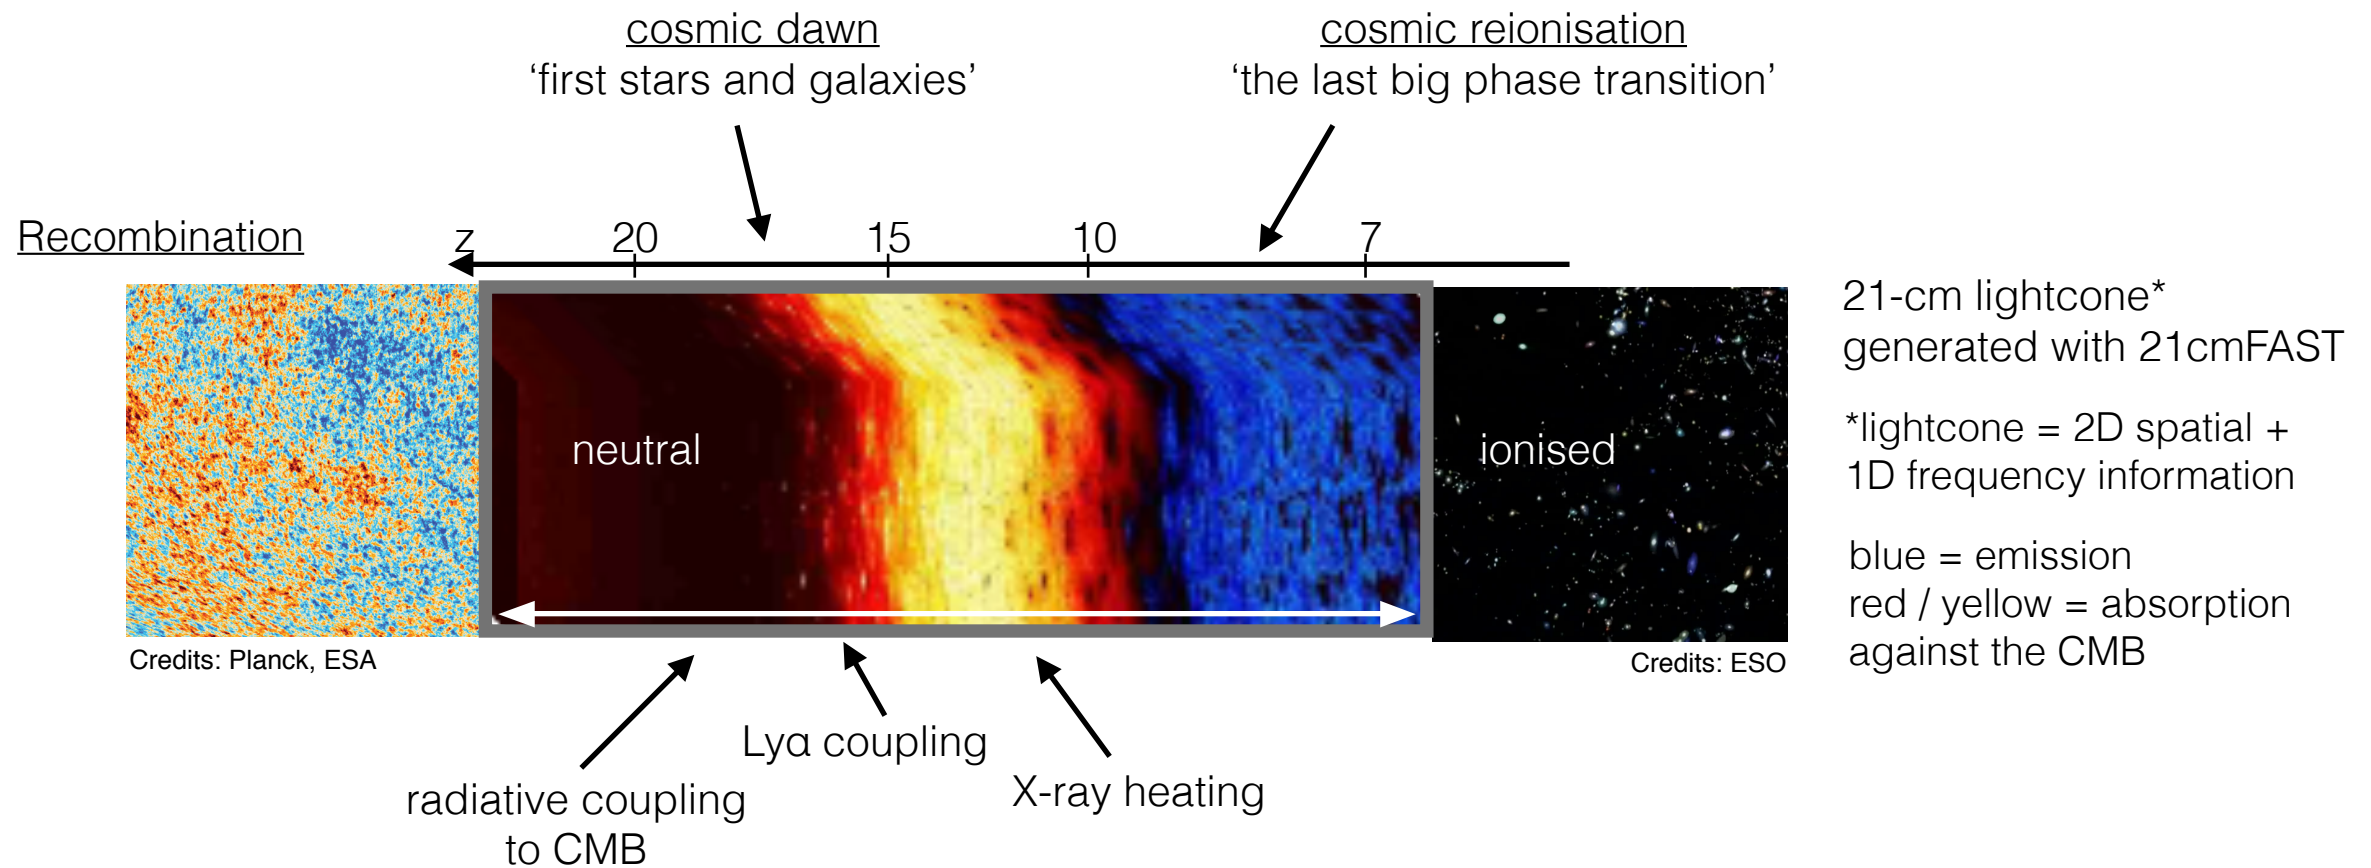 cosmic dawn
‘first stars and galaxies’
cosmic reionisation
‘the last big phase transition’
Recombination
z
20
15
10
7
neutral
ionised
21-cm lightcone*
generated with 21cmFAST
*lightcone = 2D spatial +
1D frequency information
blue = emission
red / yellow = absorption
against the CMB
Credits: Planck, ESA
Credits: ESO
Lyα coupling
X-ray heating
radiative coupling
to CMB